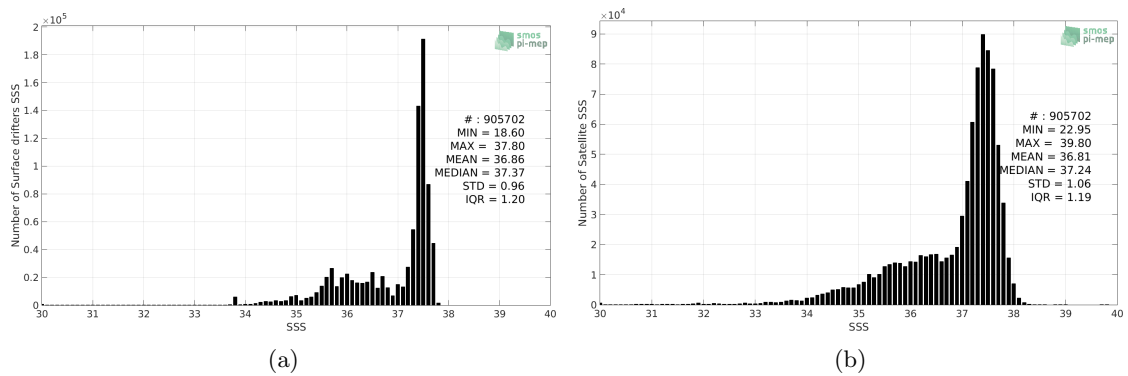 ×10^5
Number of Surface drifters SSS
2
1.8
1.6
1.4
1.2
1
0.8
0.6
0.4
0.2
0
smos
pi-mep
# : 905702
MIN = 18.60
MAX = 37.80
MEAN = 36.86
MEDIAN = 37.37
STD = 0.96
IQR = 1.20
30 31 32 33 34 35 36 37 38 39 40
SSS
(a)
×10^4
Number of Satellite SSS
9
8
7
6
5
4
3
2
1
0
smos
pi-mep
# : 905702
MIN = 22.95
MAX = 39.80
MEAN = 36.81
MEDIAN = 37.24
STD = 1.06
IQR = 1.19
30 31 32 33 34 35 36 37 38 39 40
SSS
(b)